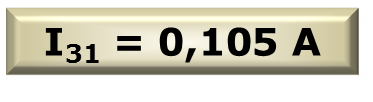 I₃₁ = 0,105 A